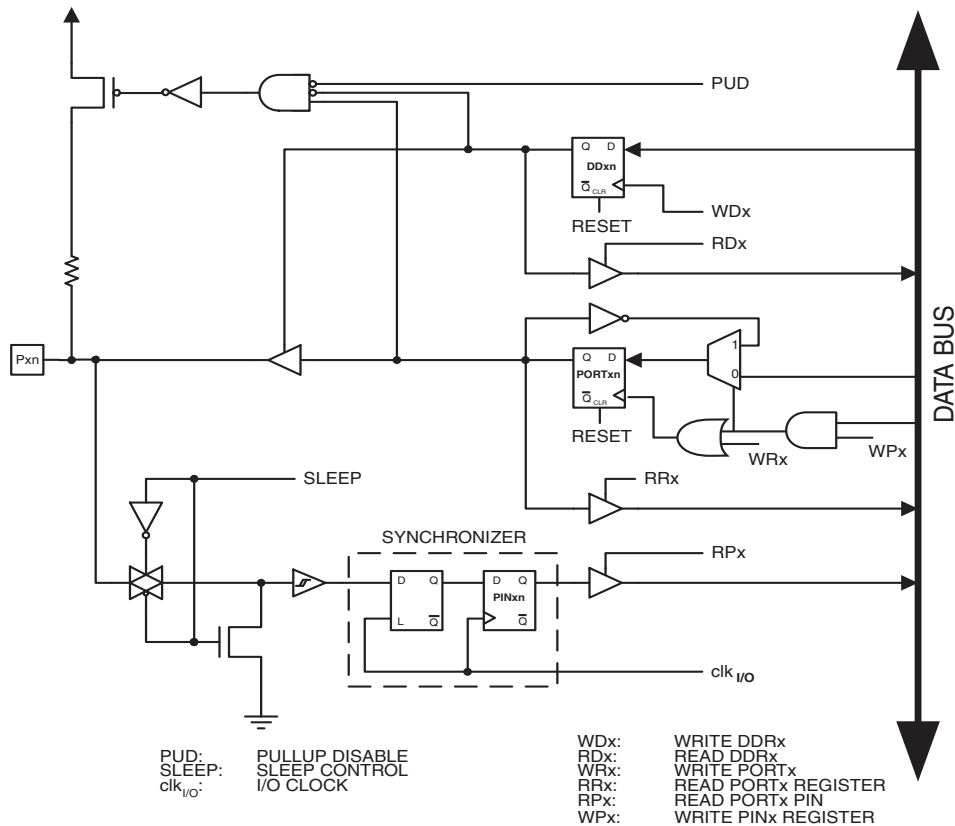 PUD
Q D
DDxn
Q CLR
WDx
RESET
RDx
Pxn
1
Q D
PORTxn
0
Q CLR
RESET
WRx
WPx
DATA BUS
SLEEP
RRx
SYNCHRONIZER
RPx
D Q
L Q
D Q
PINxn
Q
clk I/O
PUD: PULLUP DISABLE
SLEEP: SLEEP CONTROL
clk I/O: I/O CLOCK
WDx: WRITE DDRx
RDx: READ DDRx
WRx: WRITE PORTx
RRx: READ PORTx REGISTER
RPx: READ PORTx PIN
WPx: WRITE PINx REGISTER